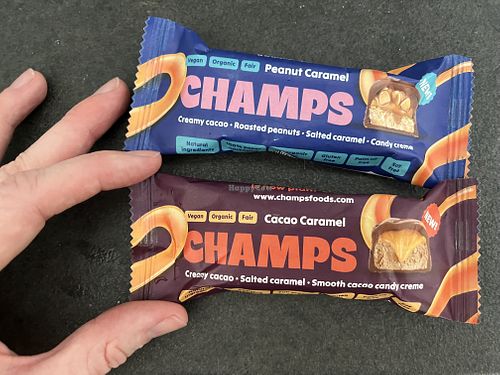 Vegan Organic Fair Peanut Caramel
NEW!
CHAMPS
Creamy cacao • Roasted peanuts • Salted caramel • Candy creme
Natural ingredients
Gluten free
Soy free
www.champsfoods.com
Vegan Organic Fair Cacao Caramel
NEW!
CHAMPS
Creamy cacao • Salted caramel • Smooth cacao candy creme